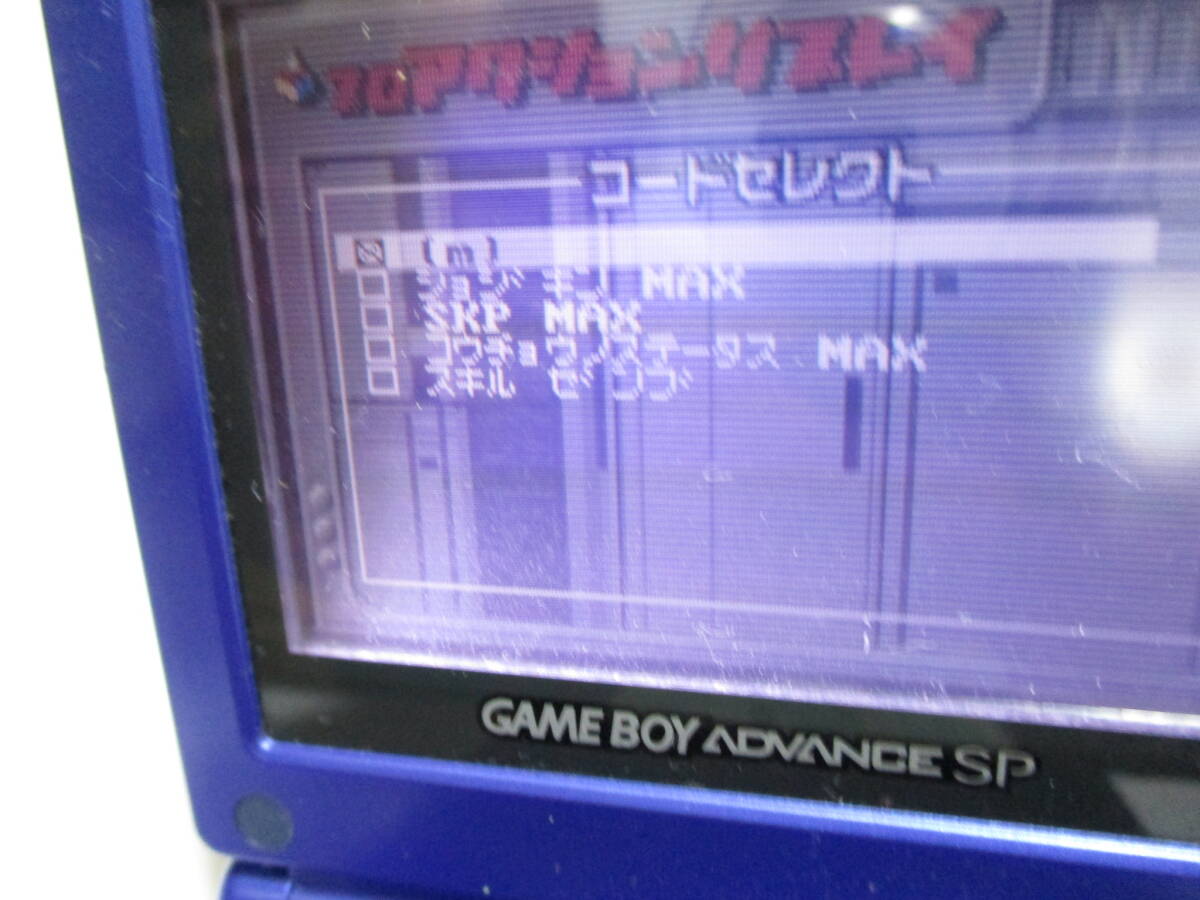 プロアクションリプレイ
コードセレクト
(m)
ショジ キン MAX
SKP MAX
コウギョウノステータス MAX
スキル ゼンブ
GAME BOY ADVANCE SP